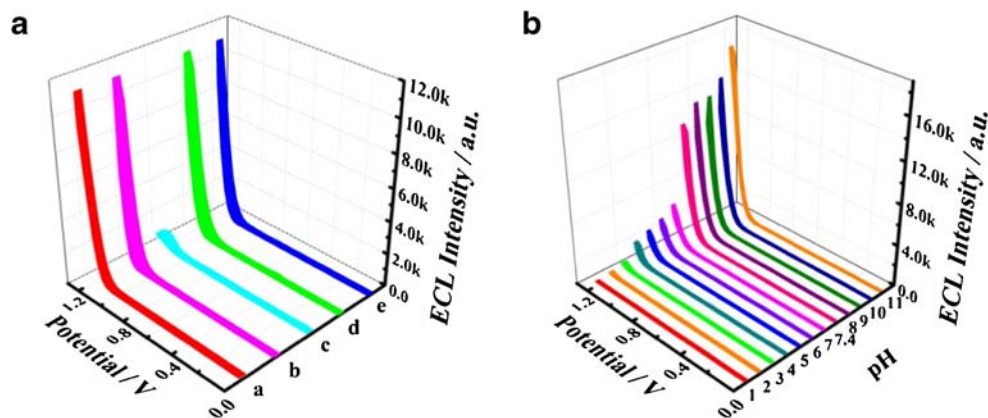 a
12.0k
10.0k
8.0k
6.0k
4.0k
2.0k
0.0
ECL Intensity / a.u.
1.2
0.8
0.4
0.0
Potential / V
a
b
c
d
e
b
16.0k
12.0k
8.0k
4.0k
0.0
ECL Intensity / a.u.
1.2
0.8
0.4
0.0
Potential / V
1 2 3 4 5 6 7 7.4 8 9 10 11
pH